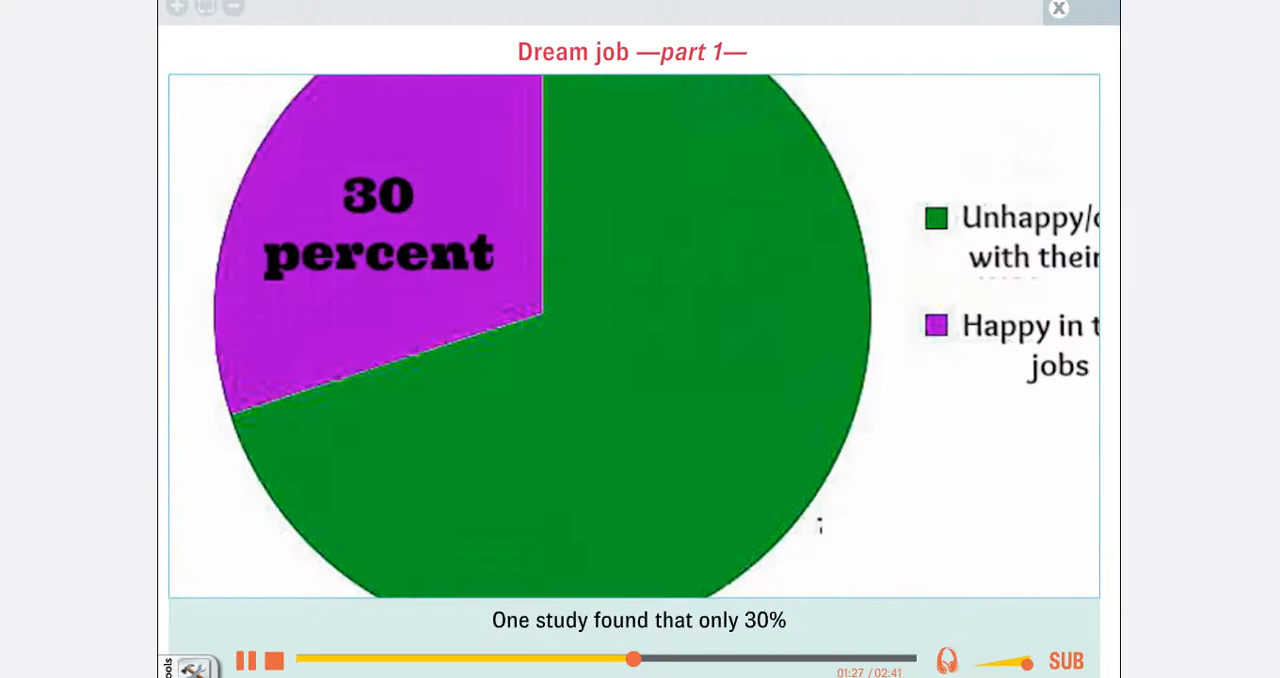 Dream job —part 1—
30
percent
Unhappy/
with their
Happy in
jobs
One study found that only 30%
01:27 / 02:41
SUB
ools